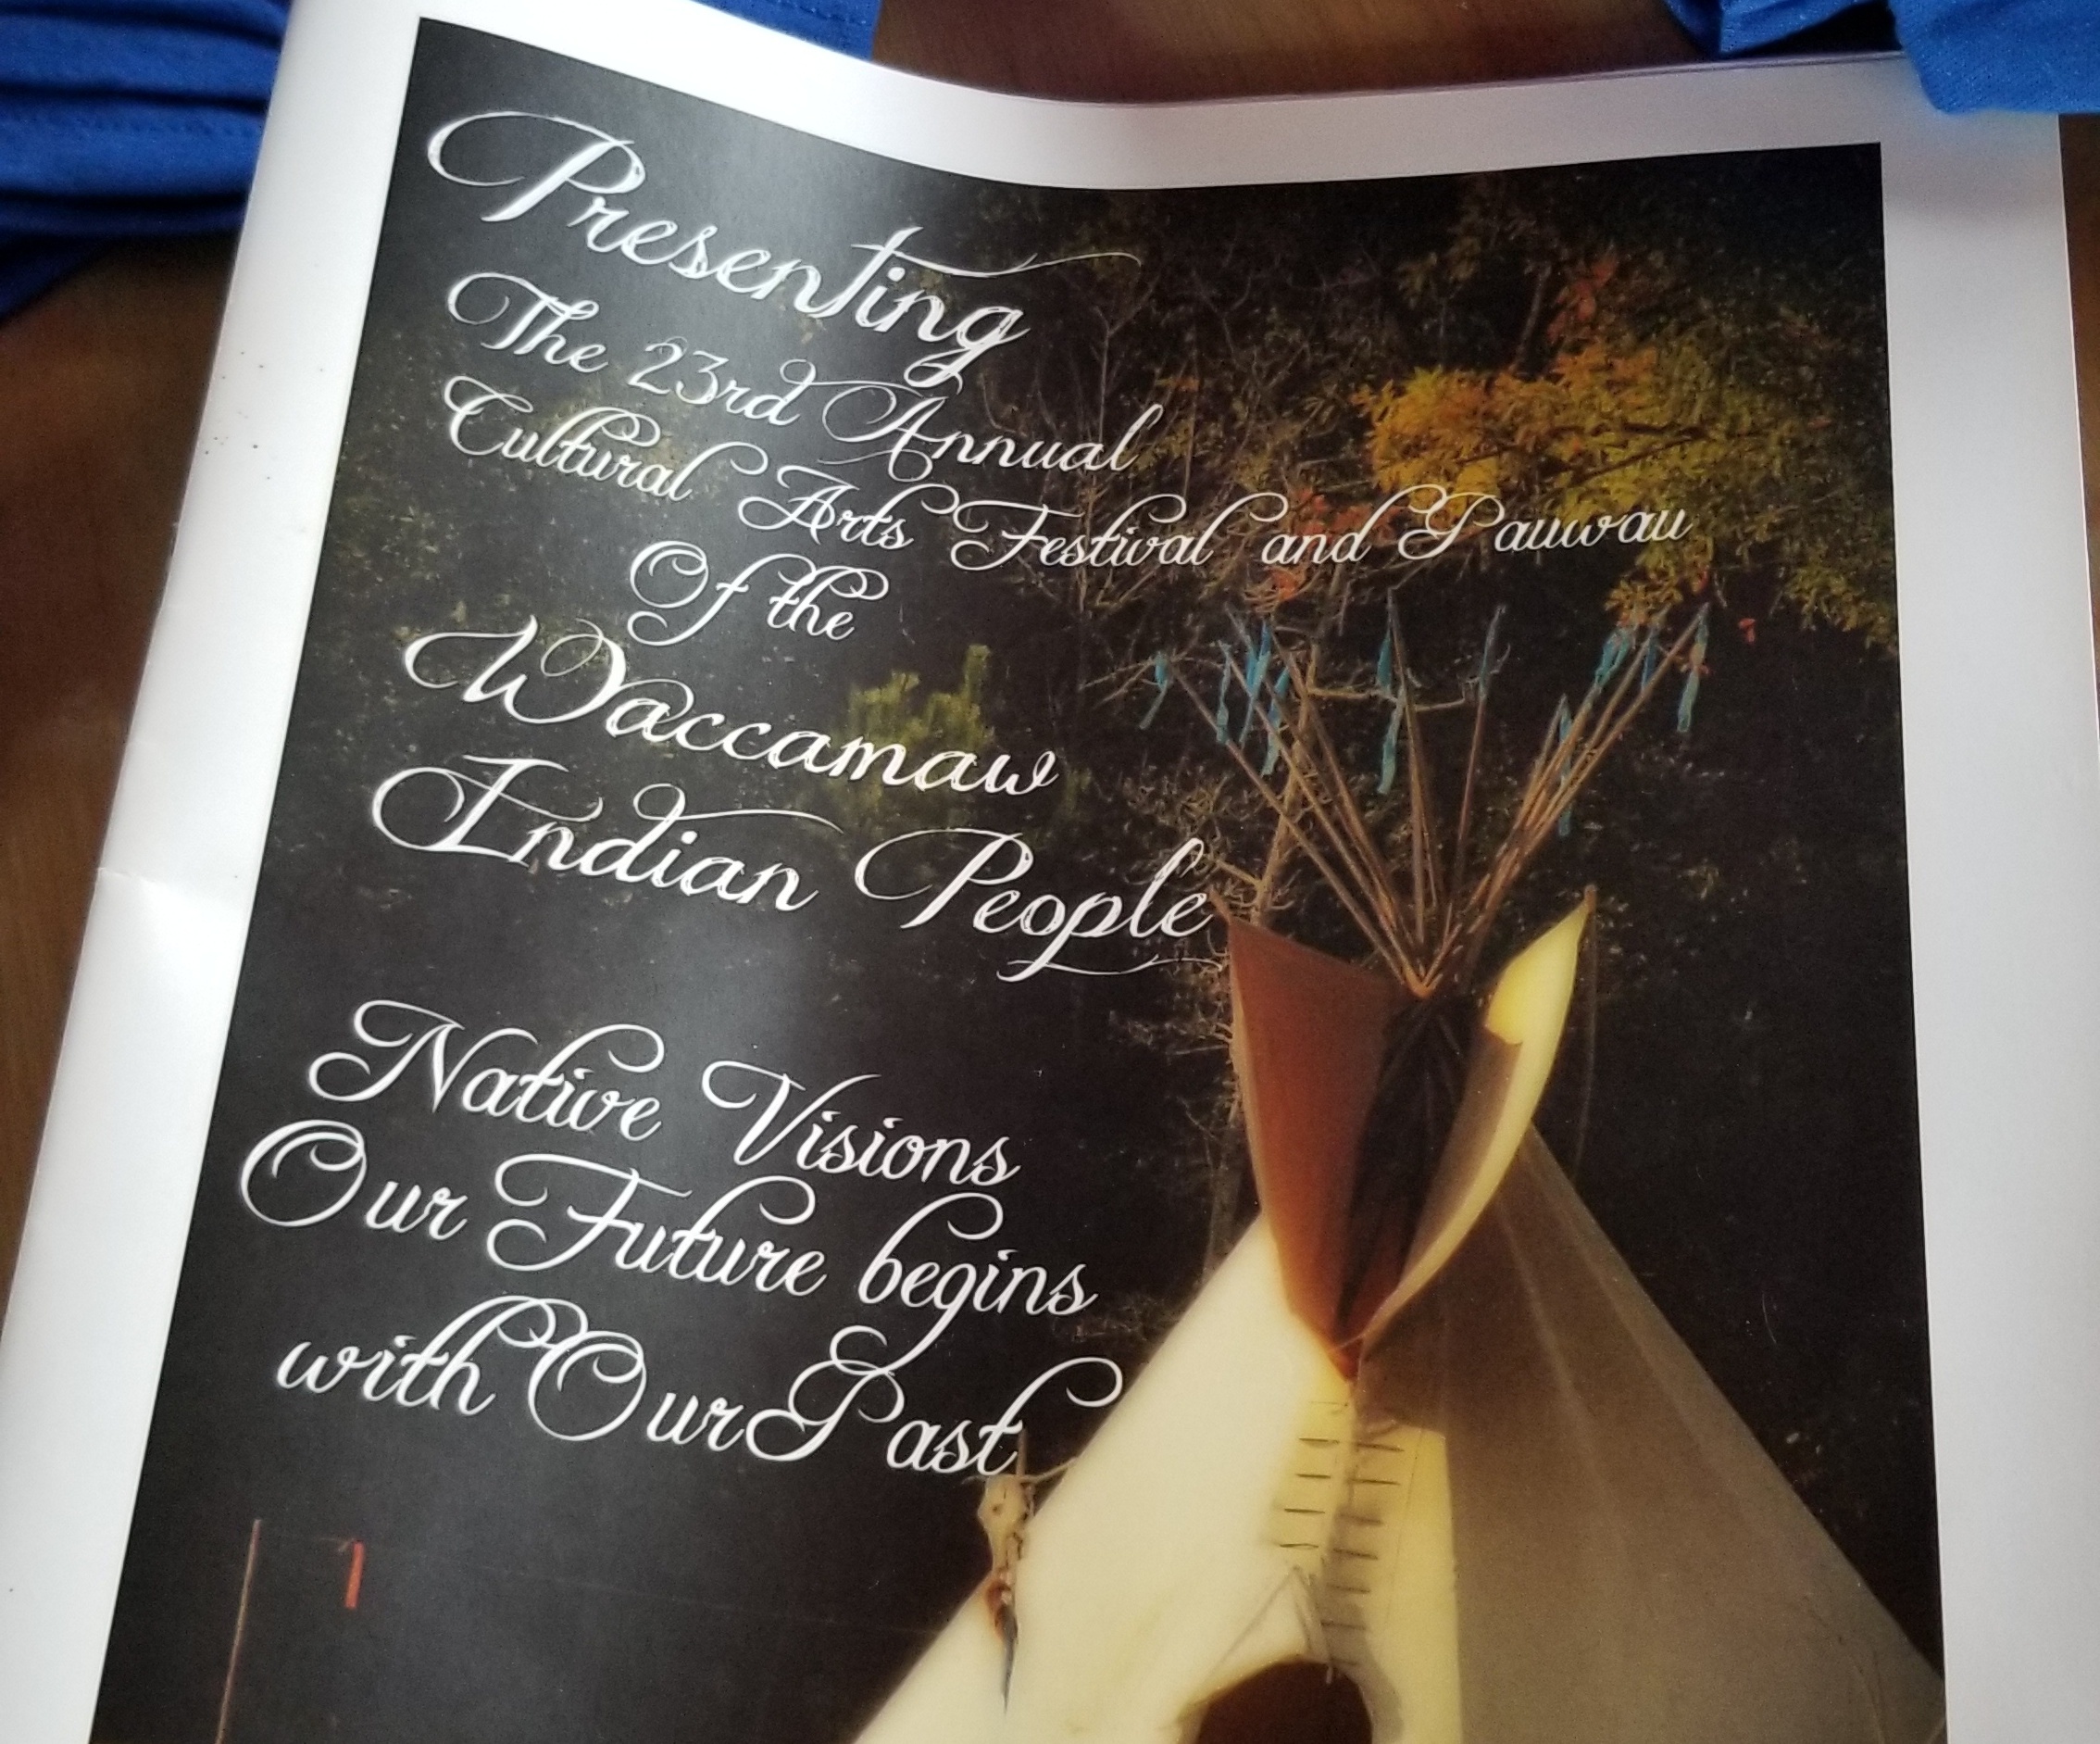 Presenting
The 23rd Annual
Cultural Arts Festival and Pauwau
Of the
Waccamaw
Indian People
Native Visions
Our Future begins
with Our Past